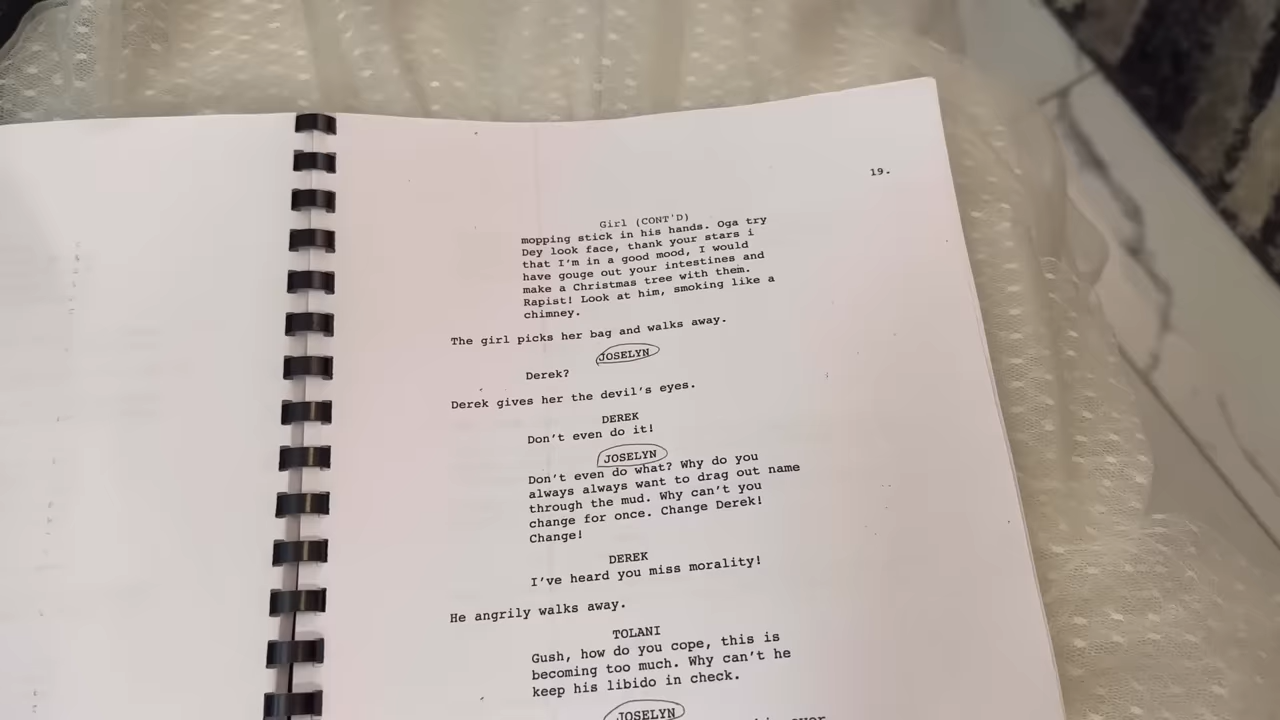 19.
Girl (CONT'D)
mopping stick in his hands. Oga try
Dey look face, thank your stars i
that I'm in a good mood, I would
have gouge out your intestines and
make a Christmas tree with them.
Rapist! Look at him, smoking like a
chimney.
The girl picks her bag and walks away.
JOSELYN
Derek?
Derek gives her the devil's eyes.
DEREK
Don't even do it!
JOSELYN
Don't even do what? Why do you
always always want to drag out name
through the mud. Why can't you
change for once. Change Derek!
Change!
DEREK
I've heard you miss morality!
He angrily walks away.
TOLANI
Gush, how do you cope, this is
becoming too much. Why can't he
keep his libido in check.
JOSELYN